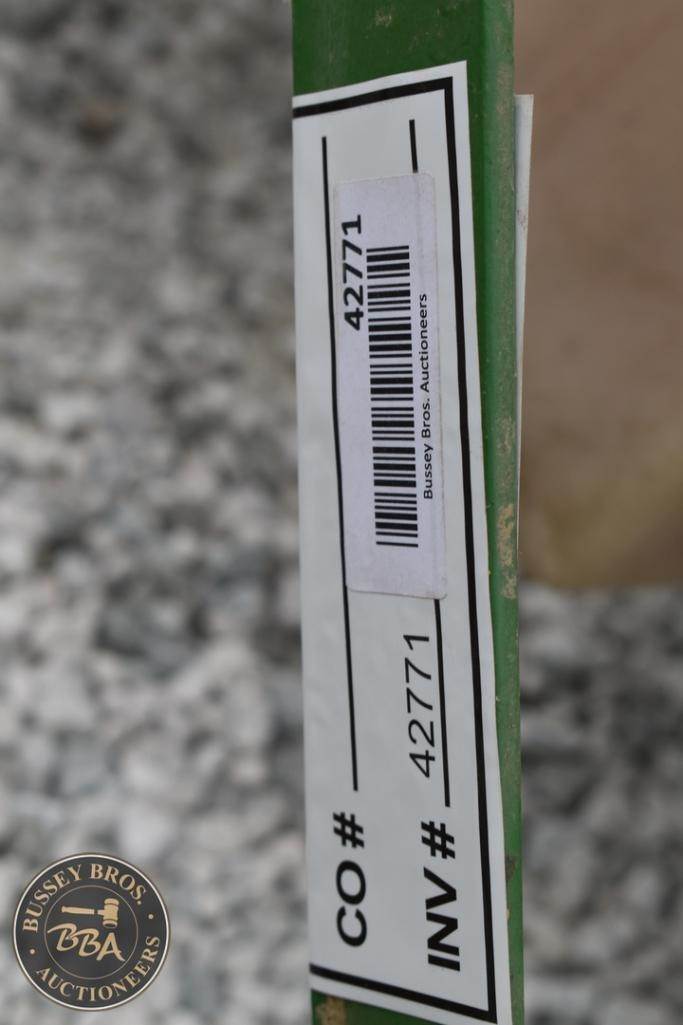 CO #
42771
Bussey Bros. Auctioneers
INV # 42771
BUSSEY BROS.
BBA
AUCTIONEERS